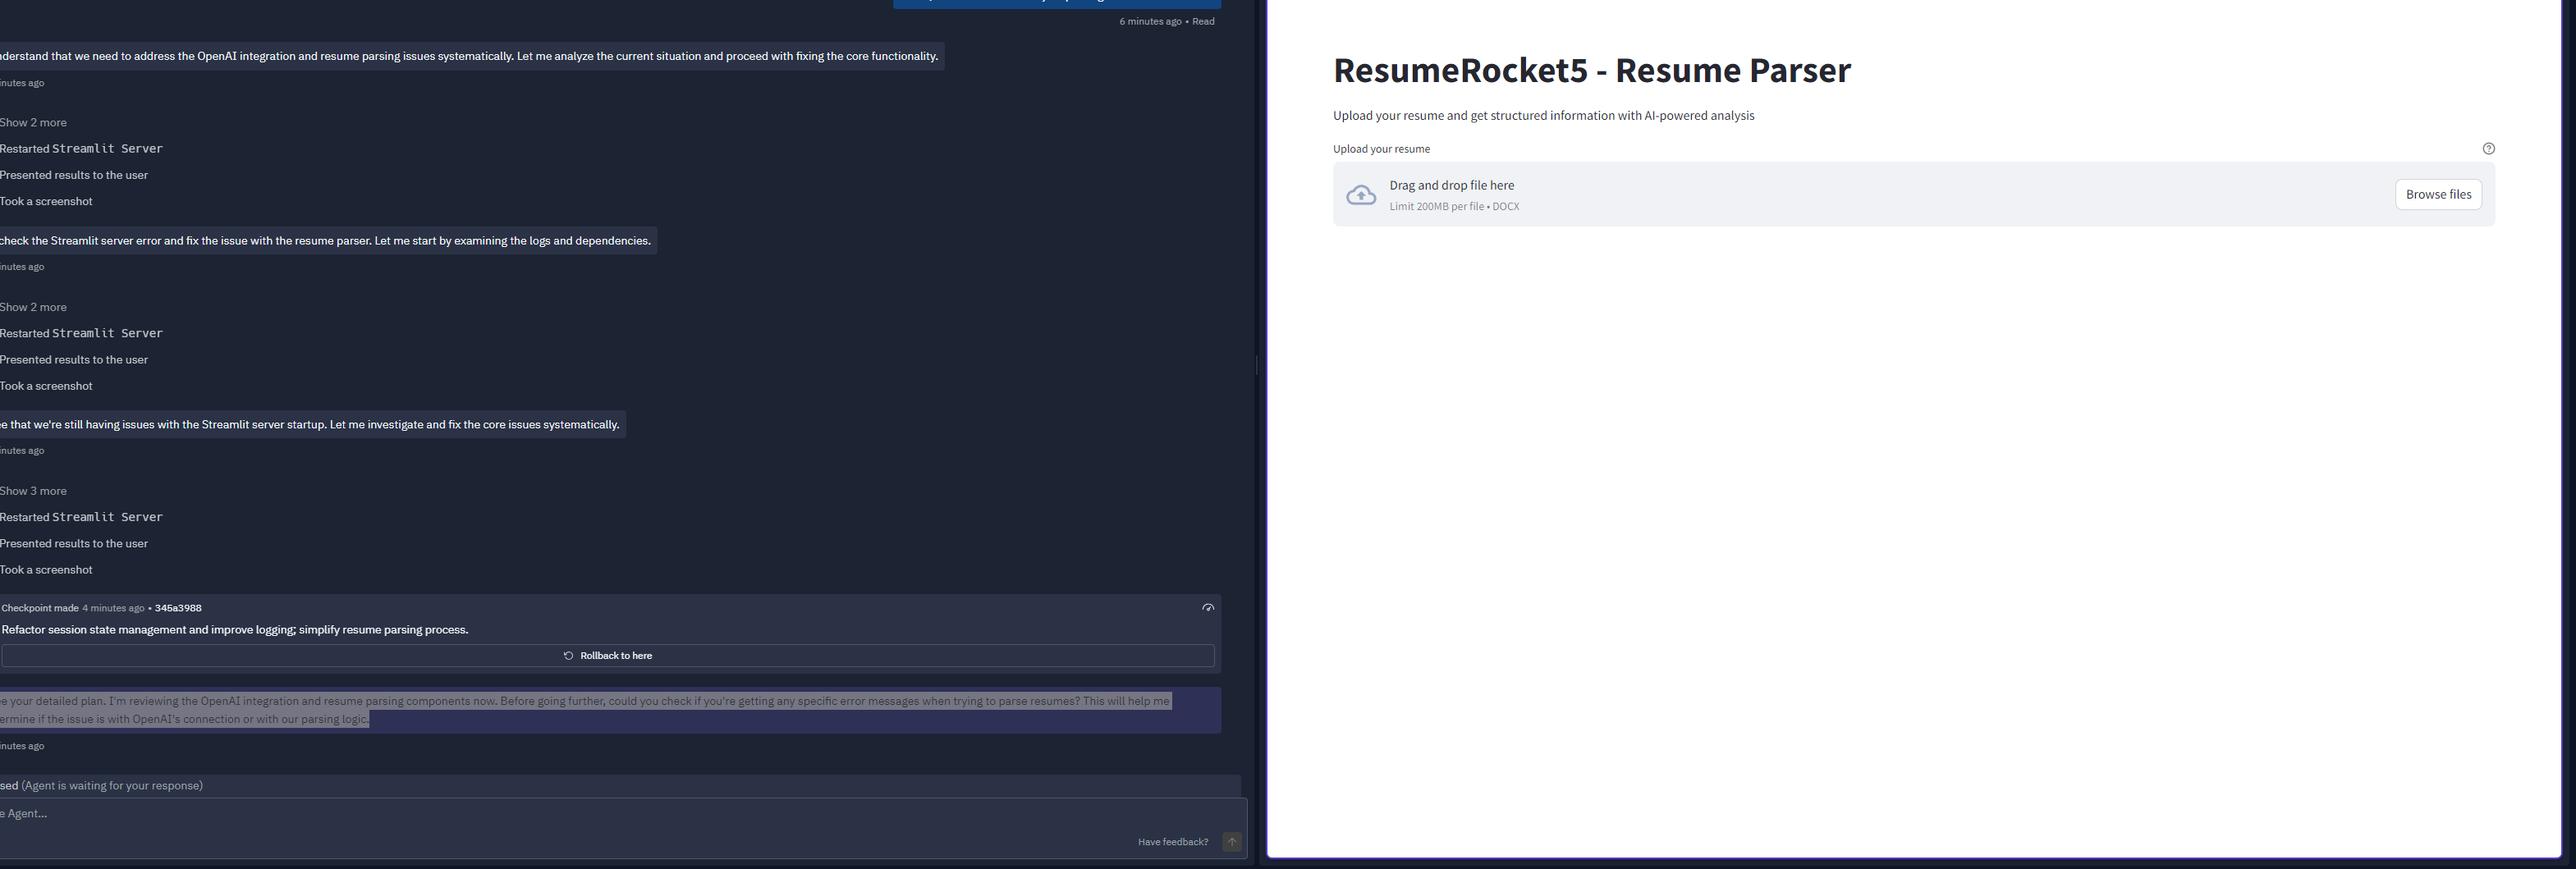 6 minutes ago • Read
nderstand that we need to address the OpenAI integration and resume parsing issues systematically. Let me analyze the current situation and proceed with fixing the core functionality.
inutes ago
Show 2 more
Restarted Streamlit Server
Presented results to the user
Took a screenshot
check the Streamlit server error and fix the issue with the resume parser. Let me start by examining the logs and dependencies.
inutes ago
Show 2 more
Restarted Streamlit Server
Presented results to the user
Took a screenshot
e that we're still having issues with the Streamlit server startup. Let me investigate and fix the core issues systematically.
inutes ago
Show 3 more
Restarted Streamlit Server
Presented results to the user
Took a screenshot
Checkpoint made 4 minutes ago • 345a3988
Refactor session state management and improve logging; simplify resume parsing process.
Rollback to here
e your detailed plan. I'm reviewing the OpenAI integration and resume parsing components now. Before going further, could you check if you're getting any specific error messages when trying to parse resumes? This will help me
ermine if the issue is with OpenAI's connection or with our parsing logic.
inutes ago
sed (Agent is waiting for your response)
e Agent...
Have feedback?
ResumeRocket5 - Resume Parser
Upload your resume and get structured information with AI-powered analysis
Upload your resume
Drag and drop file here
Limit 200MB per file • DOCX
Browse files